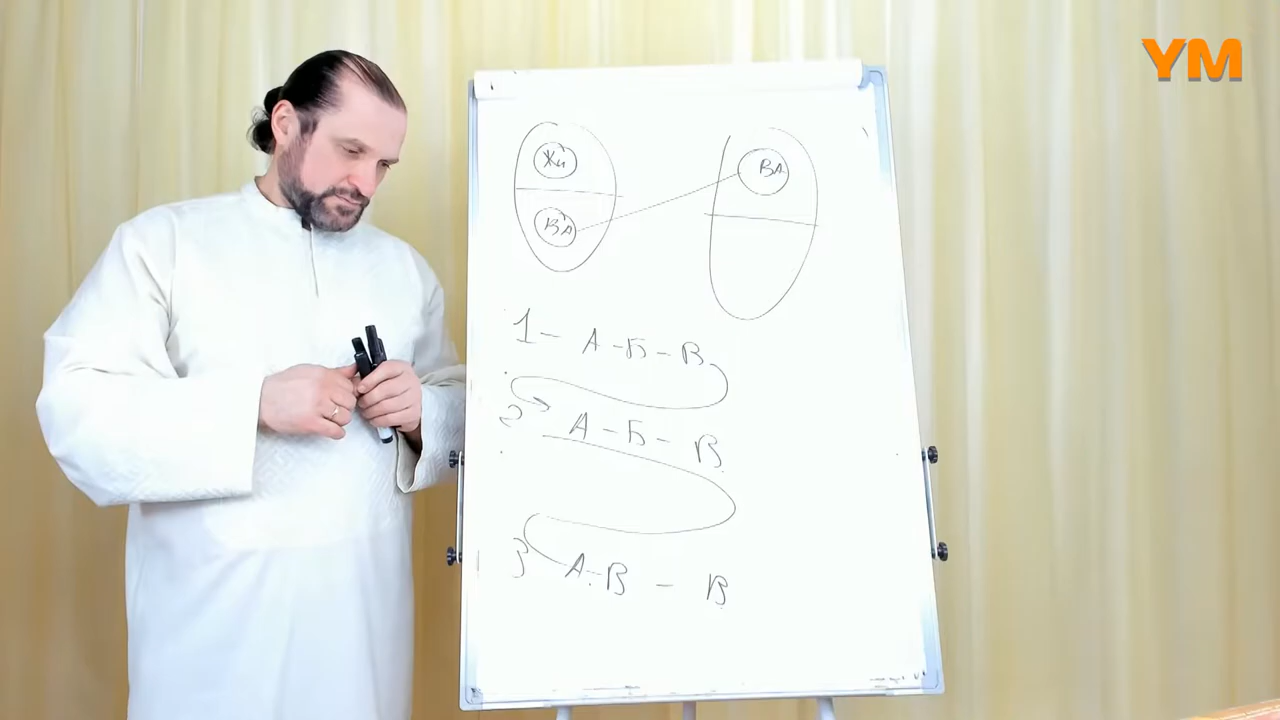 YM
Жи ВА
ВА
1 - А - Б - В
2 А - Б - В
3 А - В - В